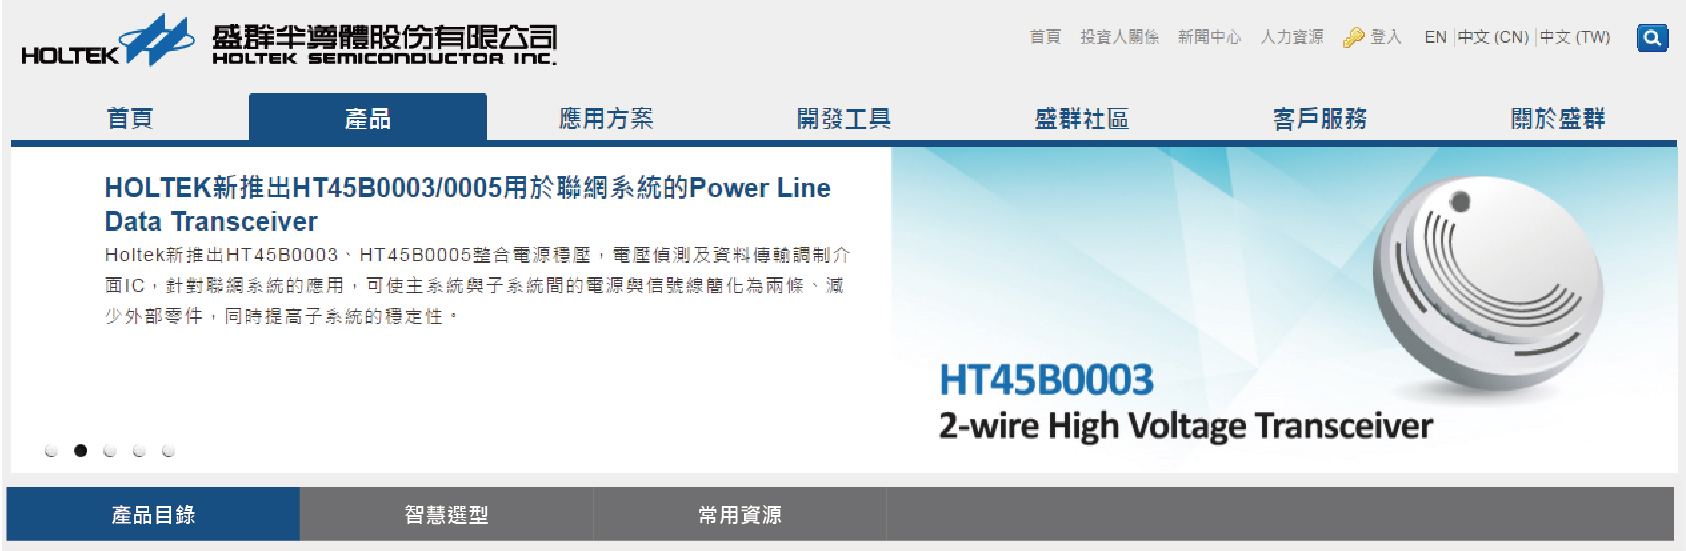 HOLTEK 盛群半導體股份有限公司
HOLTEK SEMICONDUCTOR INC.
首頁 投資人關係 新聞中心 人力資源 登入 EN 中文 (CN) 中文 (TW)
首頁 產品 應用方案 開發工具 盛群社區 客戶服務 關於盛群
HOLTEK新推出HT45B0003/0005用於聯網系統的Power Line
Data Transceiver
Holtek新推出HT45B0003、HT45B0005整合電源穩壓，電壓偵測及資料傳輸調制介
面IC，針對聯網系統的應用，可使主系統與子系統間的電源與信號線簡化為兩條、減
少外部零件，同時提高子系統的穩定性。
HT45B0003
2-wire High Voltage Transceiver
產品目錄 智慧選型 常用資源